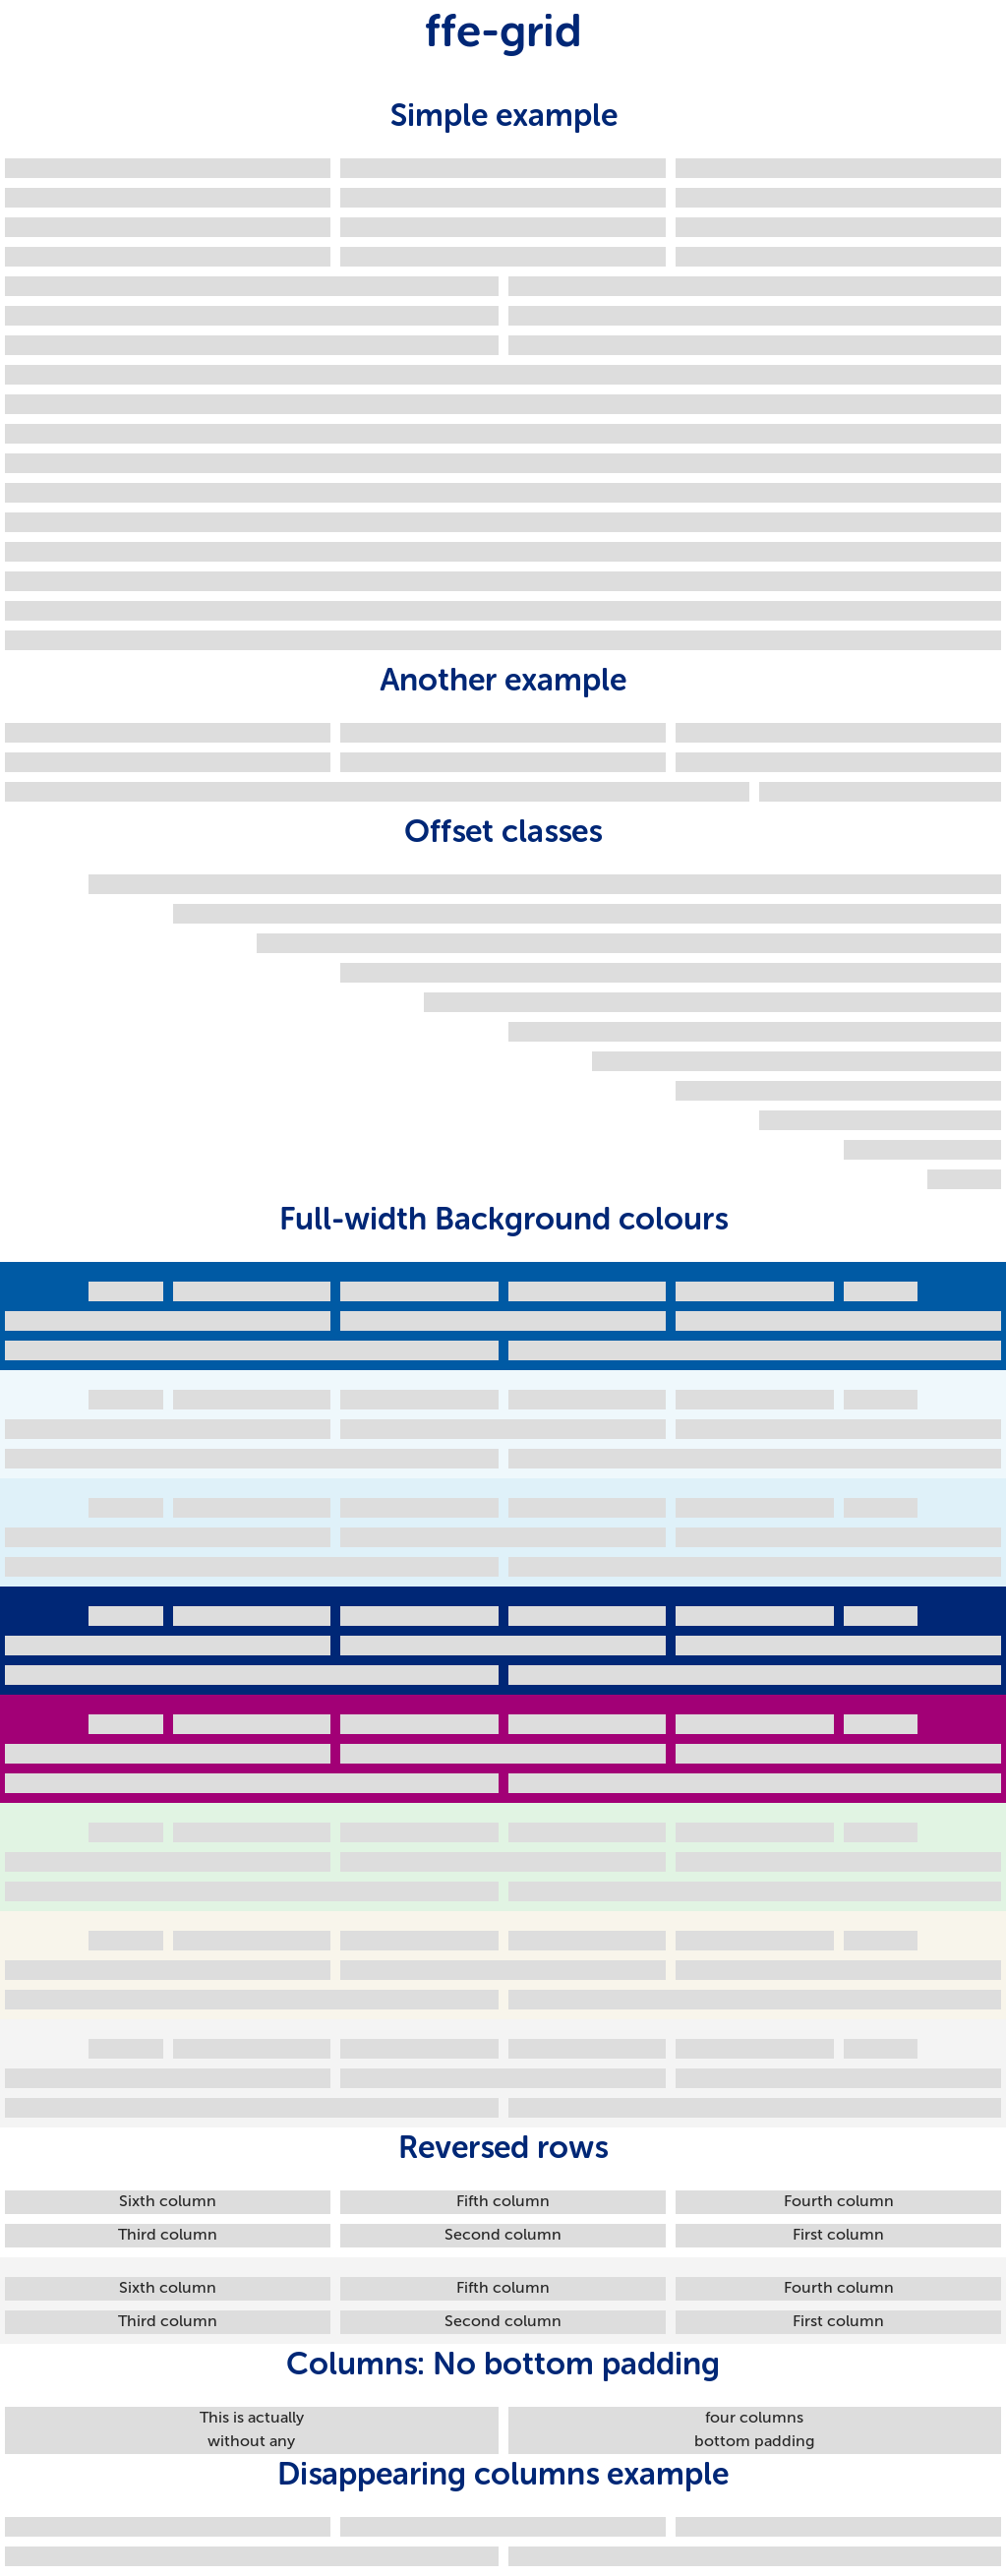 ffe-grid
Simple example
Another example
Offset classes
Full-width Background colours
Reversed rows
Sixth column Fifth column Fourth column
Third column Second column First column
Sixth column Fifth column Fourth column
Third column Second column First column
Columns: No bottom padding
This is actually four columns
without any bottom padding
Disappearing columns example